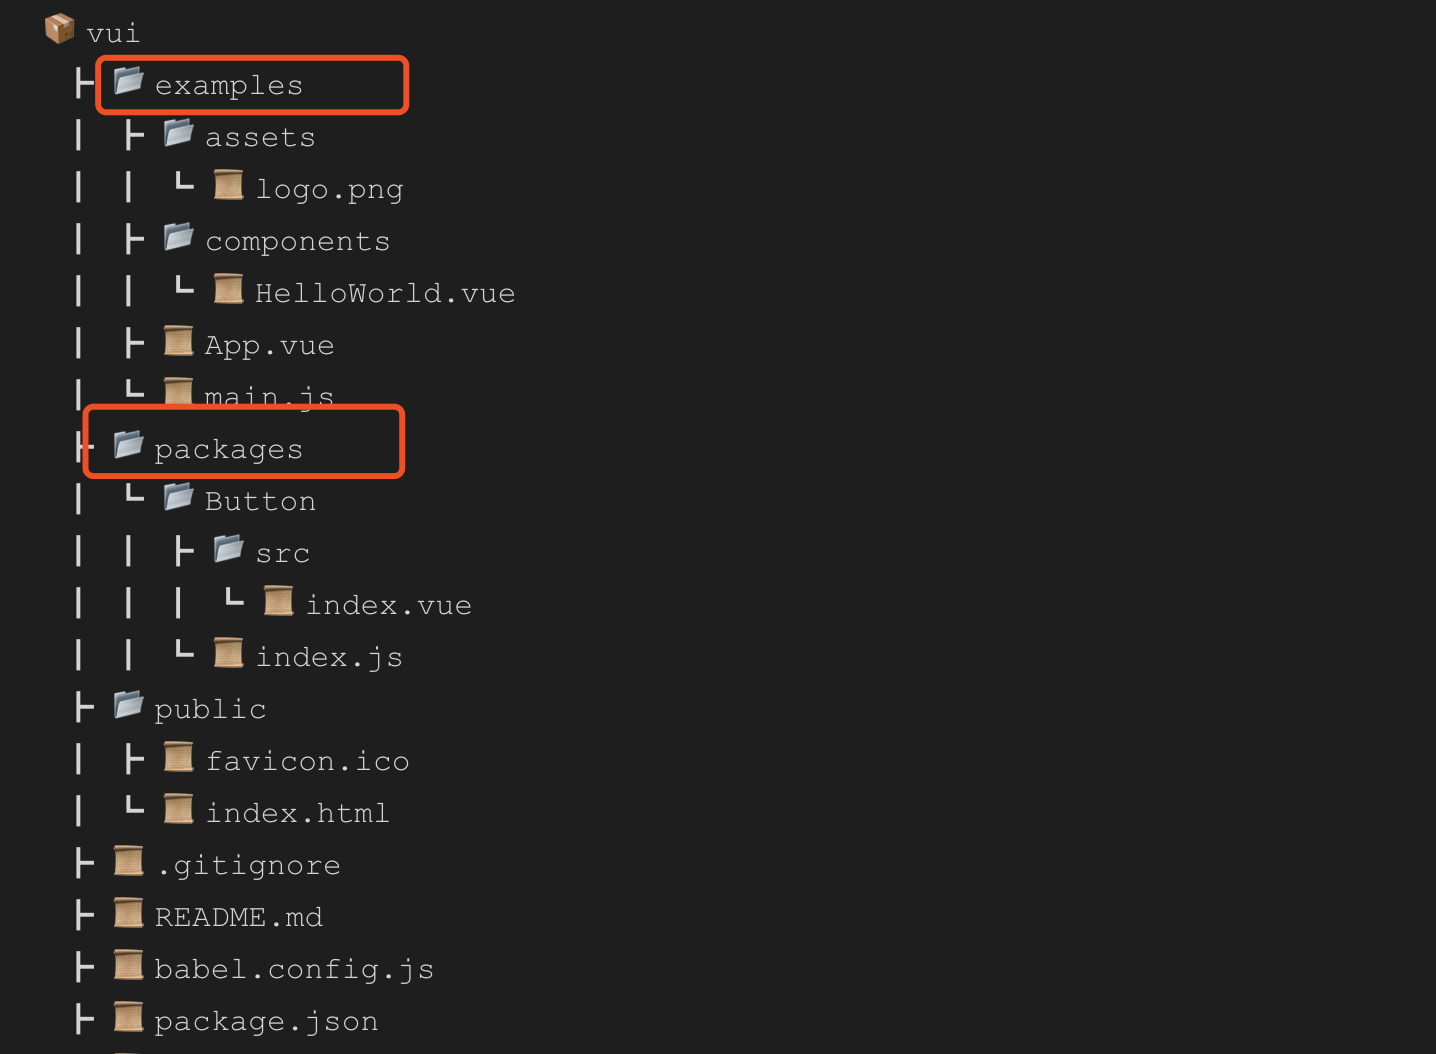 vui
examples
assets
logo.png
components
HelloWorld.vue
App.vue
main.js
packages
Button
src
index.vue
index.js
public
favicon.ico
index.html
.gitignore
README.md
babel.config.js
package.json